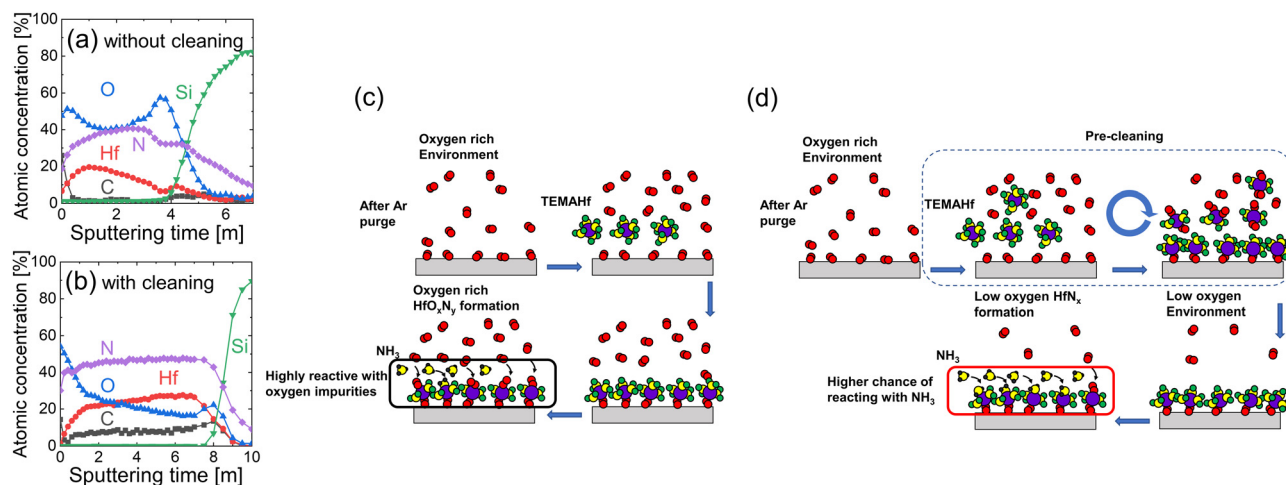 (a) without cleaning
Atomic concentration [%]
100
80
60
40
20
0
O
N
Hf
C
Si
0 2 4 6
Sputtering time [m]
(b) with cleaning
Atomic concentration [%]
100
80
60
40
20
0
N
O
Hf
C
Si
0 2 4 6 8 10
Sputtering time [m]
(c)
Oxygen rich
Environment
After Ar
purge
TEMAHf
Oxygen rich
HfOxNy formation
NH3
Highly reactive with
oxygen impurities
(d)
Oxygen rich
Environment
Pre-cleaning
After Ar
purge
TEMAHf
Low oxygen HfNx
formation
Low oxygen
Environment
NH3
Higher chance of
reacting with NH3